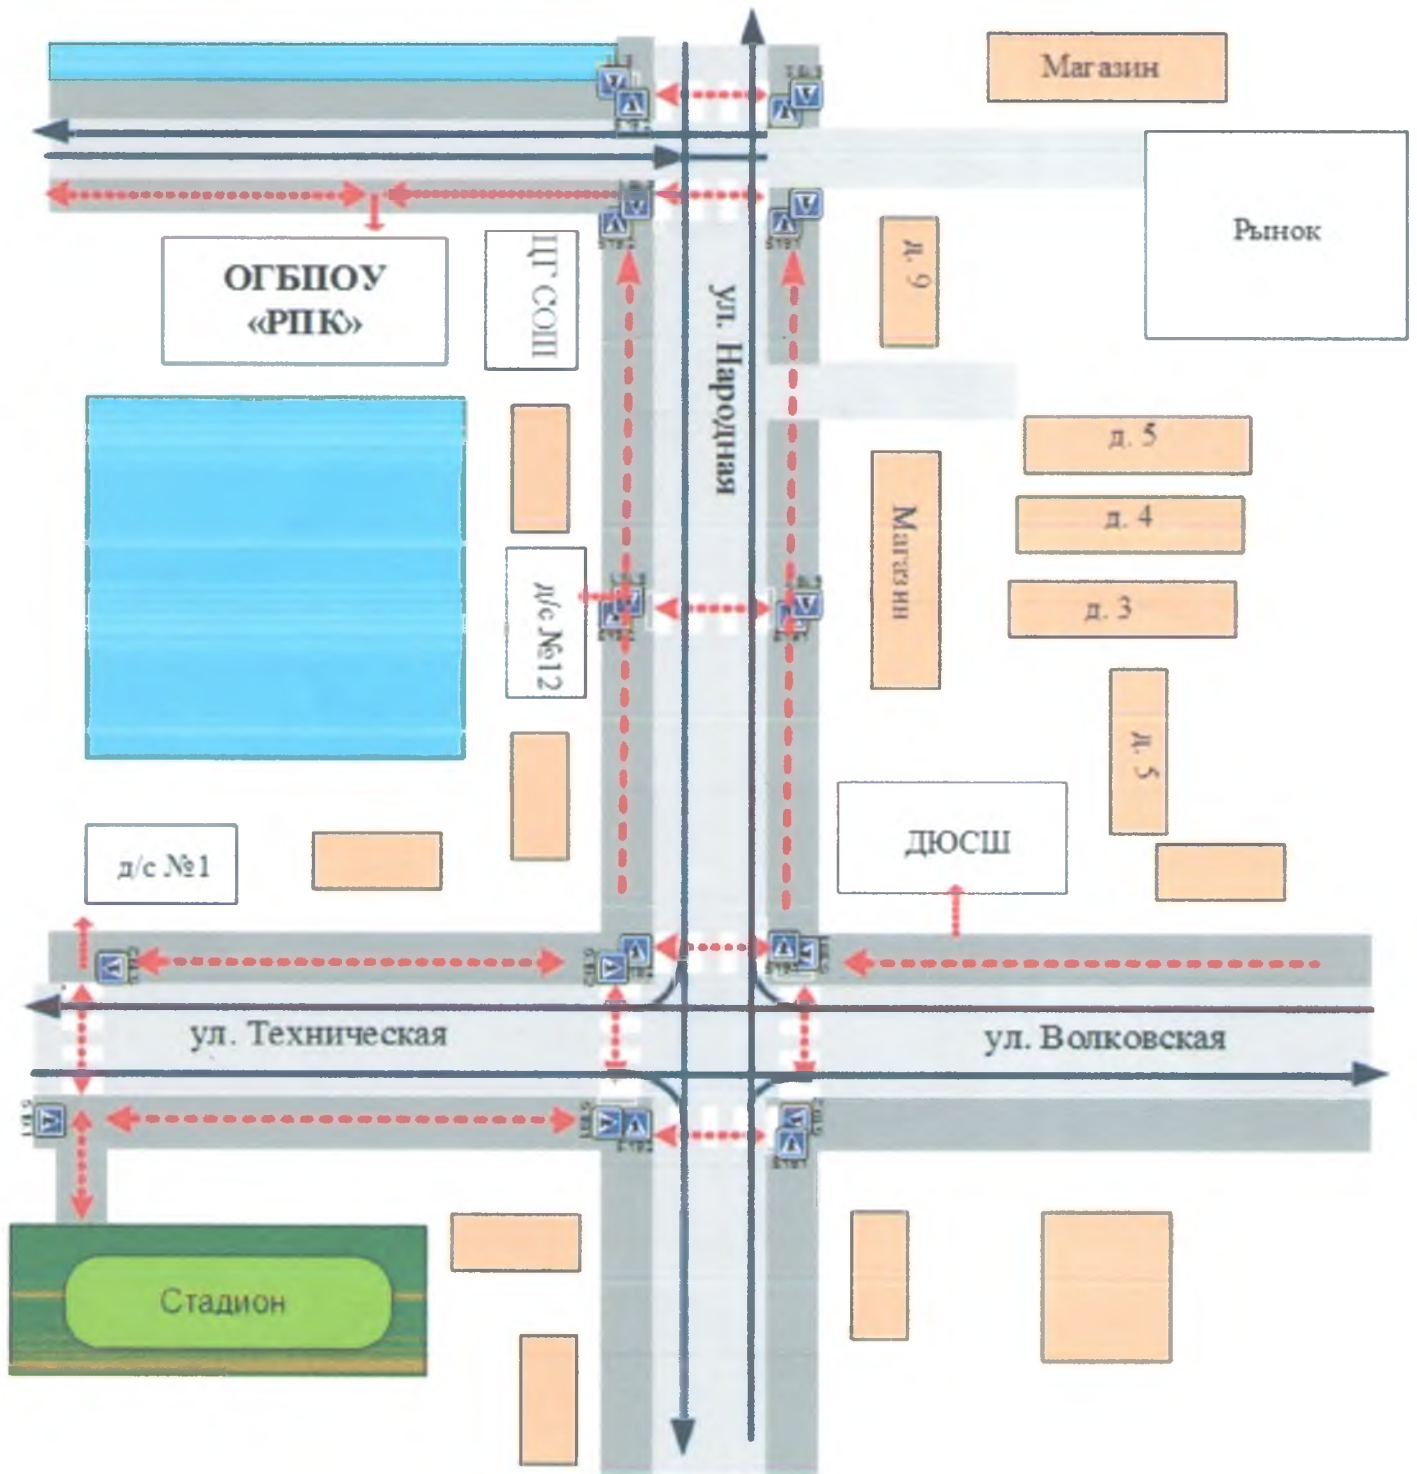 Магазин
Рынок
ОГБПОУ
«РПК»
ЦГ СОШ
ул. Народная
д. 9
д. 5
д. 4
д. 3
Магазин
д/с №12
д. 5
ДЮСШ
д/с №1
ул. Техническая
ул. Волковская
Стадион